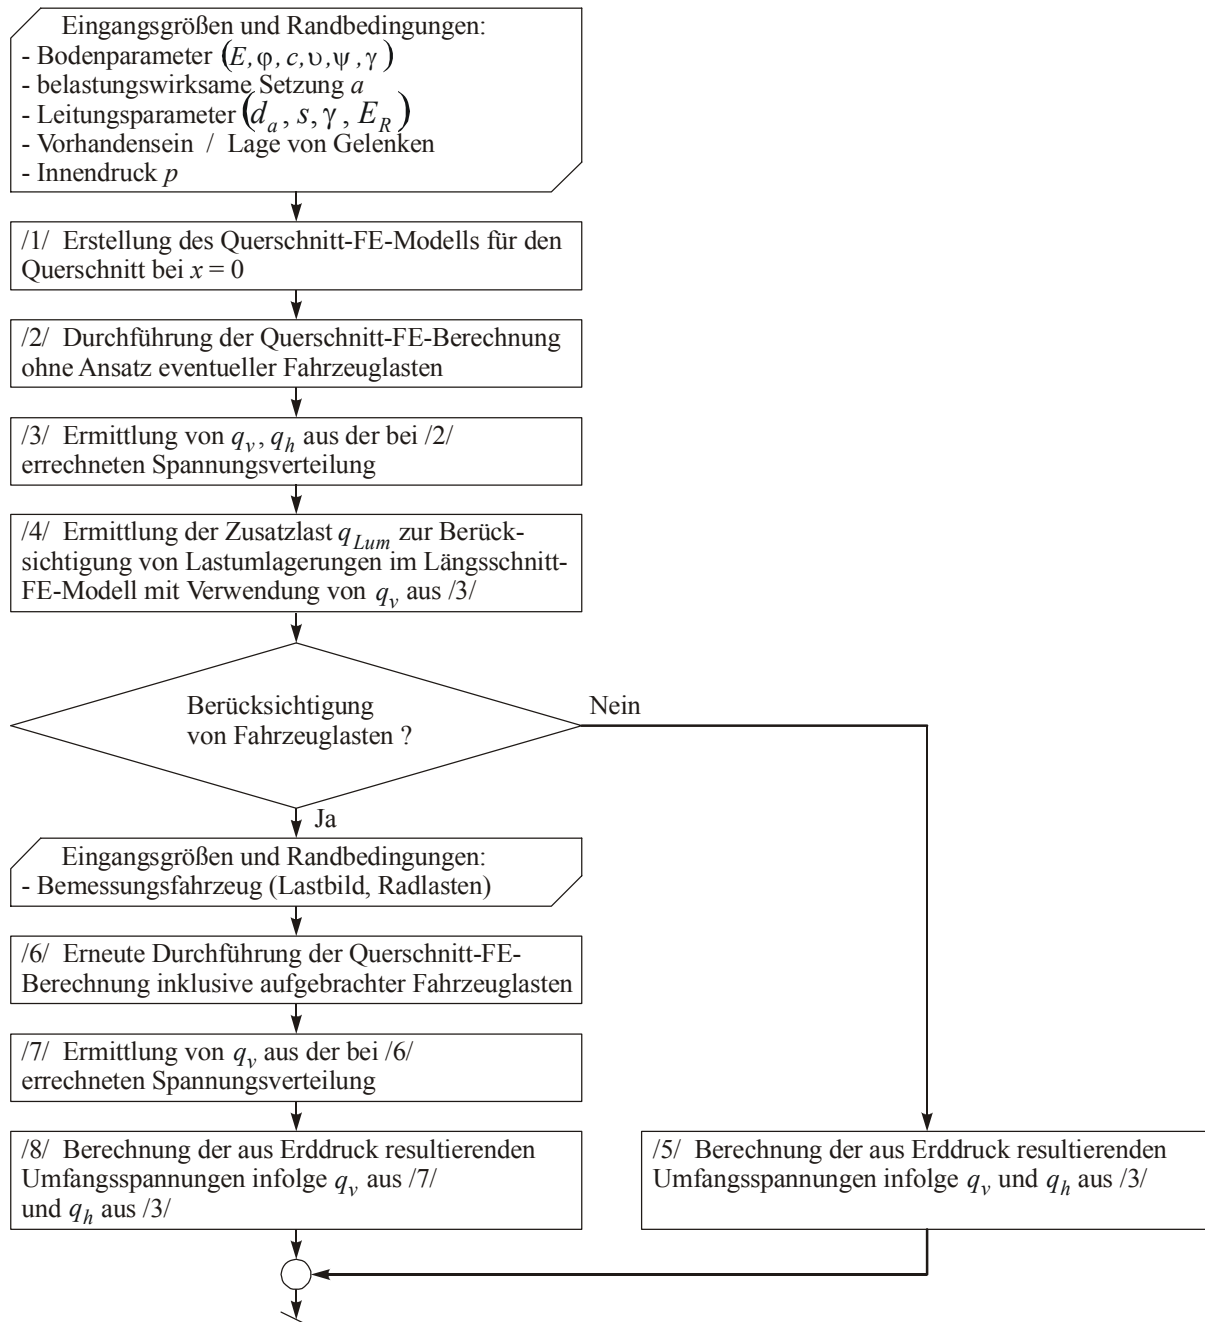 Eingangsgrößen und Randbedingungen:
- Bodenparameter (E, φ, c, υ, ψ, γ)
- belastungswirksame Setzung a
- Leitungsparameter (d_a, s, γ, E_R)
- Vorhandensein / Lage von Gelenken
- Innendruck p
/1/ Erstellung des Querschnitt-FE-Modells für den
Querschnitt bei x = 0
/2/ Durchführung der Querschnitt-FE-Berechnung
ohne Ansatz eventueller Fahrzeuglasten
/3/ Ermittlung von q_v, q_h aus der bei /2/
errechneten Spannungsverteilung
/4/ Ermittlung der Zusatzlast q_Lum zur Berück-
sichtigung von Lastumlagerungen im Längsschnitt-
FE-Modell mit Verwendung von q_v aus /3/
Berücksichtigung
von Fahrzeuglasten ?
Nein
Ja
Eingangsgrößen und Randbedingungen:
- Bemessungsfahrzeug (Lastbild, Radlasten)
/6/ Erneute Durchführung der Querschnitt-FE-
Berechnung inklusive aufgebrachter Fahrzeuglasten
/7/ Ermittlung von q_v aus der bei /6/
errechneten Spannungsverteilung
/8/ Berechnung der aus Erddruck resultierenden
Umfangsspannungen infolge q_v aus /7/
und q_h aus /3/
/5/ Berechnung der aus Erddruck resultierenden
Umfangsspannungen infolge q_v und q_h aus /3/